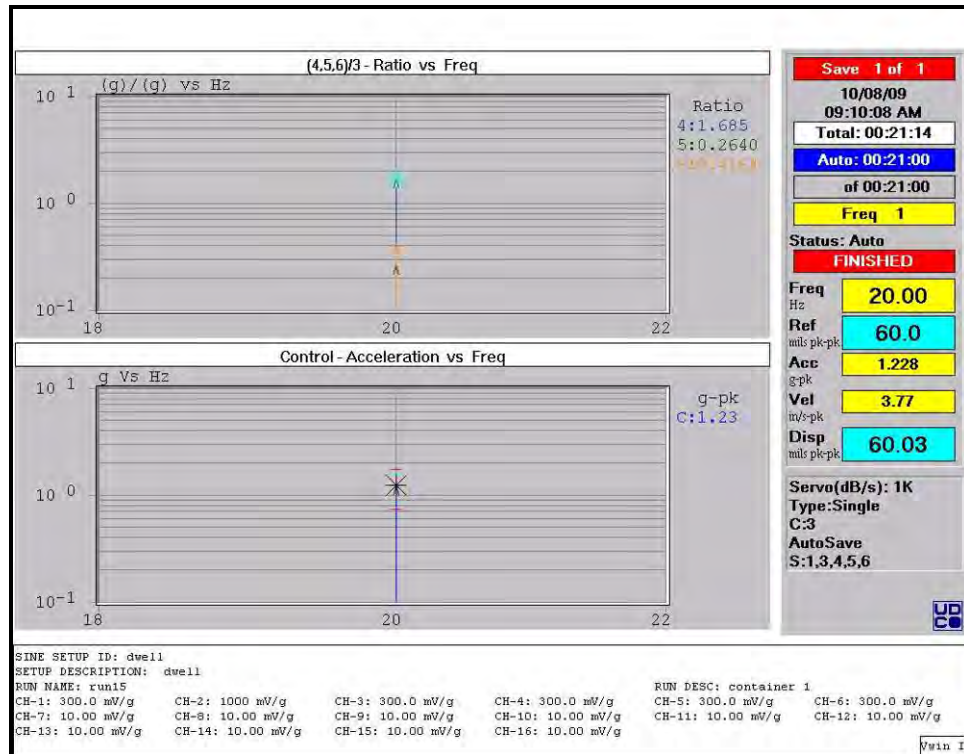 (4,5,6)/3 - Ratio vs Freq
(g)/(g) vs Hz
10 1
10 0
10-1
18
20
22
Ratio
4:1.685
5:0.2640
Control - Acceleration vs Freq
g Vs Hz
10 1
10 0
10-1
18
20
22
g-pk
C:1.23
Save 1 of 1
10/08/09
09:10:08 AM
Total: 00:21:14
Auto: 00:21:00
of 00:21:00
Freq 1
Status: Auto
FINISHED
Freq
Hz
20.00
Ref
mils pk-pk
60.0
Acc
g-pk
1.228
Vel
m/s-pk
3.77
Disp
mils pk-pk
60.03
Servo(dB/s): 1K
Type:Single
C:3
AutoSave
S:1,3,4,5,6
UD
CO
SINE SETUP ID: dwell
SETUP DESCRIPTION: dwell
RUN NAME: run15 RUN DESC: container 1
CH-1: 300.0 mV/g CH-2: 1000 mV/g CH-3: 300.0 mV/g CH-4: 300.0 mV/g CH-5: 300.0 mV/g CH-6: 300.0 mV/g
CH-7: 10.00 mV/g CH-8: 10.00 mV/g CH-9: 10.00 mV/g CH-10: 10.00 mV/g CH-11: 10.00 mV/g CH-12: 10.00 mV/g
CH-13: 10.00 mV/g CH-14: 10.00 mV/g CH-15: 10.00 mV/g CH-16: 10.00 mV/g
Vwin